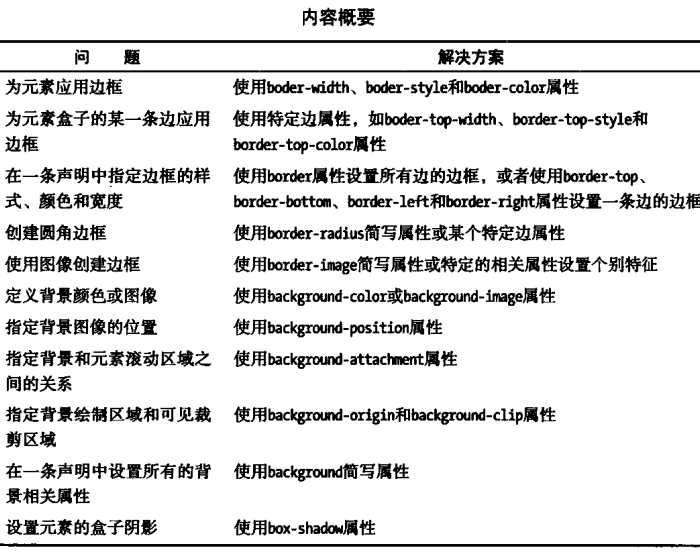 内容概要
问 题 解决方案
为元素应用边框 使用boder-width、boder-style和boder-color属性
为元素盒子的某一条边应用 使用特定边属性，如boder-top-width、border-top-style和
边框 border-top-color属性
在一条声明中指定边框的样 使用border属性设置所有边的边框，或者使用border-top、
式、颜色和宽度 border-bottom、border-left和border-right属性设置一条边的边框
创建圆角边框 使用border-radius简写属性或某个特定边属性
使用图像创建边框 使用border-image简写属性或特定的相关属性设置个别特征
定义背景颜色或图像 使用background-color或background-image属性
指定背景图像的位置 使用background-position属性
指定背景和元素滚动区域之 使用background-attachment属性
间的关系
指定背景绘制区域和可见裁 使用background-origin和background-clip属性
剪区域
在一条声明中设置所有的背 使用background简写属性
景相关属性
设置元素的盒子阴影 使用box-shadow属性